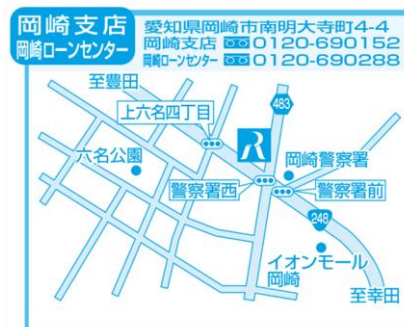 岡崎支店
岡崎ローンセンター
愛知県岡崎市南明大寺町4-4
岡崎支店 0120-690152
岡崎ローンセンター 0120-690288
至豊田
483
上六名四丁目
R
六名公園
岡崎警察署
警察署西
警察署前
248
イオンモール
岡崎
至幸田